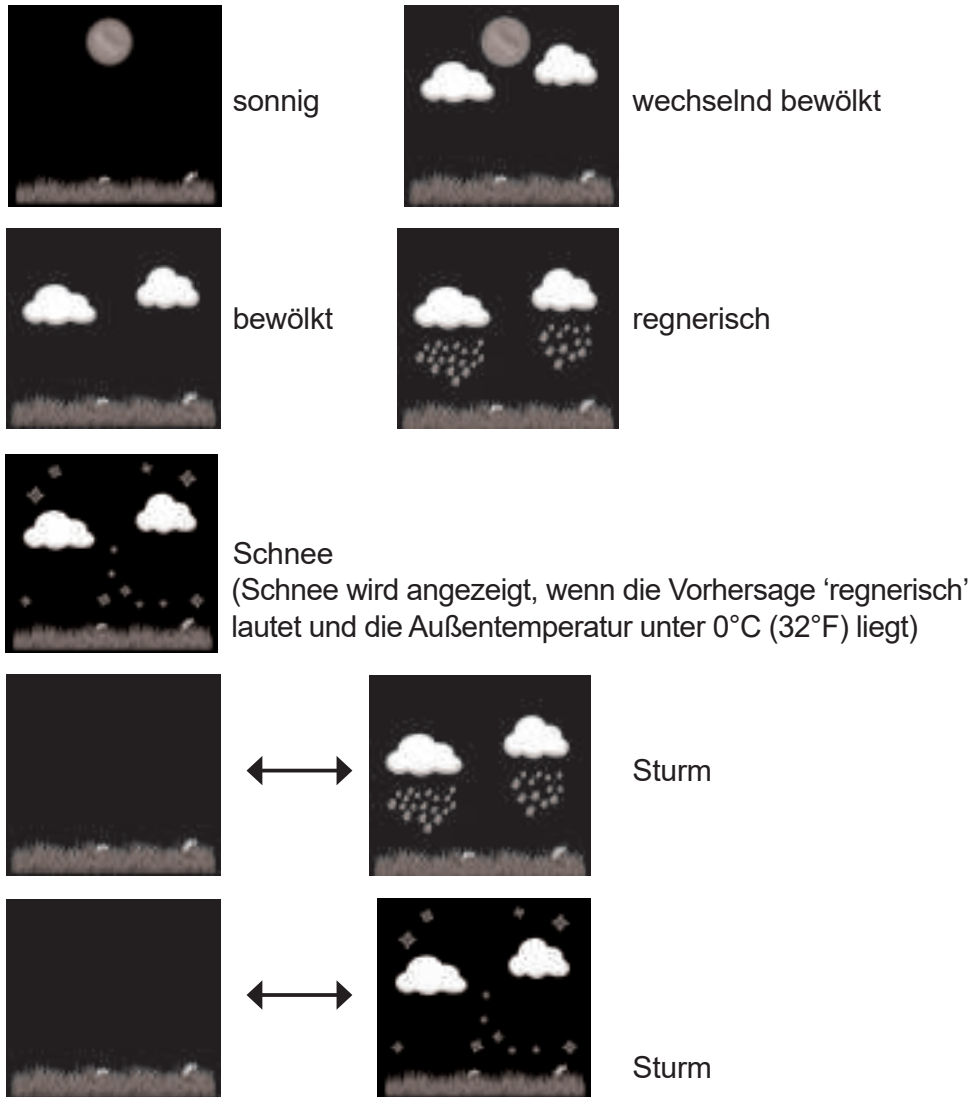 sonnig
wechselnd bewölkt
bewölkt
regnerisch
Schnee
(Schnee wird angezeigt, wenn die Vorhersage ‘regnerisch’
lautet und die Außentemperatur unter 0°C (32°F) liegt)
Sturm
Sturm